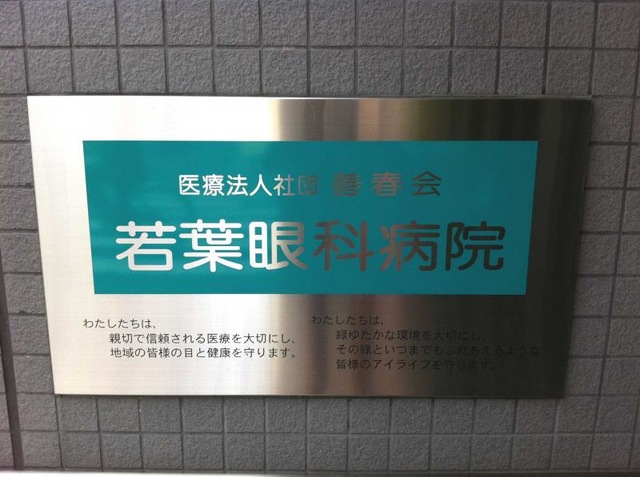 医療法人社団 善春会
若葉眼科病院
わたしたちは、
親切で信頼される医療を大切にし、
地域の皆様の目と健康を守ります。
わたしたちは、
緑ゆたかな環境を大切にし、
その緑といつまでもふれあえるような
皆様のアイライフを守ります。